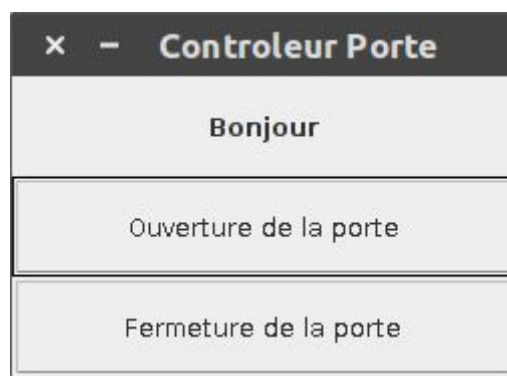 Controleur Porte
Bonjour
Ouverture de la porte
Fermeture de la porte